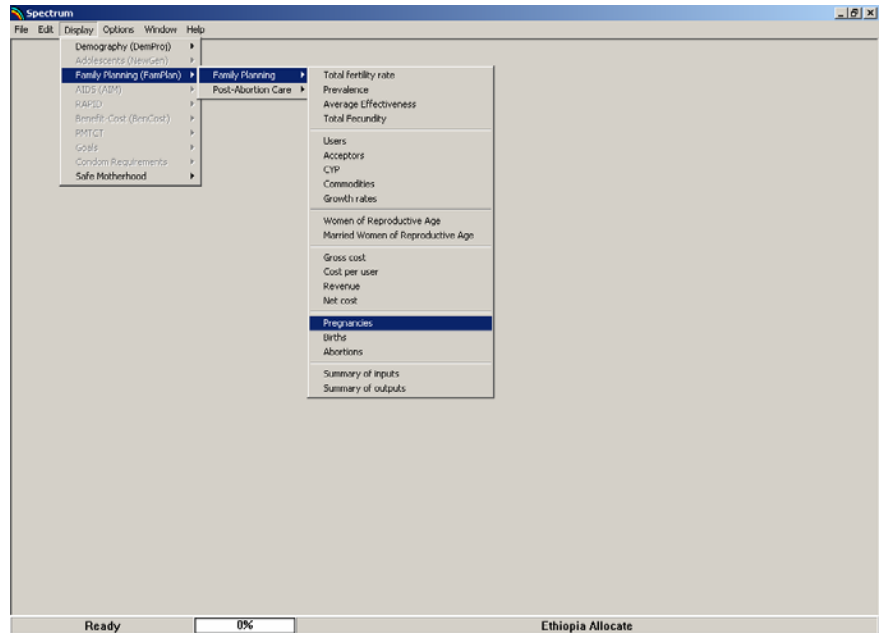 Spectrum
File Edit Display Options Window Help
Demography (DemProj)
Adolescents (NewGen)
Family Planning (FamPlan)
AIDS (AIM)
RAPID
Benefit-Cost (BenCost)
PMTCT
Goals
Condom Requirements
Safe Motherhood
Family Planning
Post-Abortion Care
Total fertility rate
Prevalence
Average Effectiveness
Total Fecundity
Users
Acceptors
CYP
Commodities
Growth rates
Women of Reproductive Age
Married Women of Reproductive Age
Gross cost
Cost per user
Revenue
Net cost
Pregnancies
Births
Abortions
Summary of inputs
Summary of outputs
Ready 0% Ethiopia Allocate